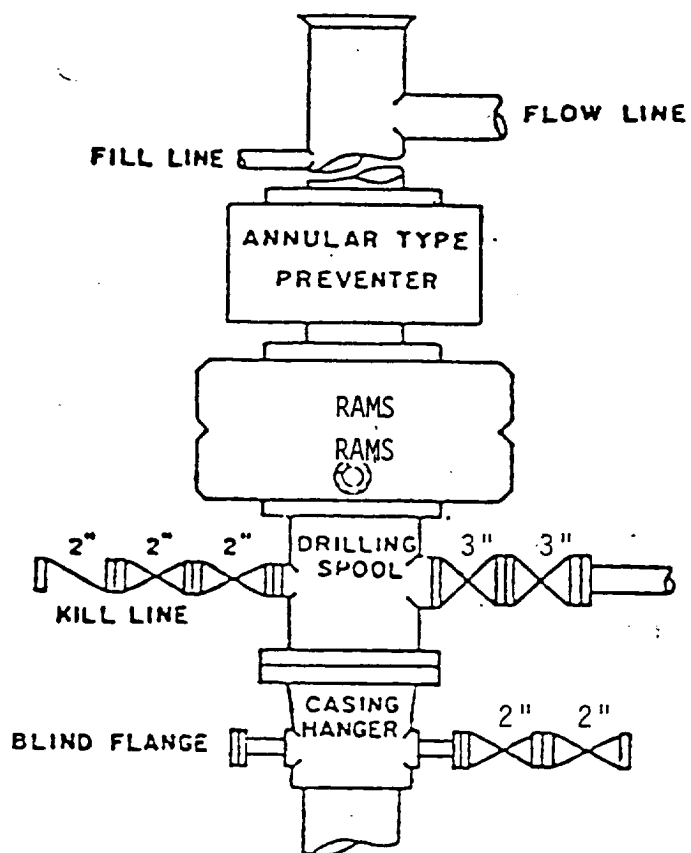 FLOW LINE
FILL LINE
ANNULAR TYPE
PREVENTER
RAMS
RAMS
2" 2" 2"
DRILLING
SPOOL
3" 3"
KILL LINE
CASING
HANGER
2" 2"
BLIND FLANGE